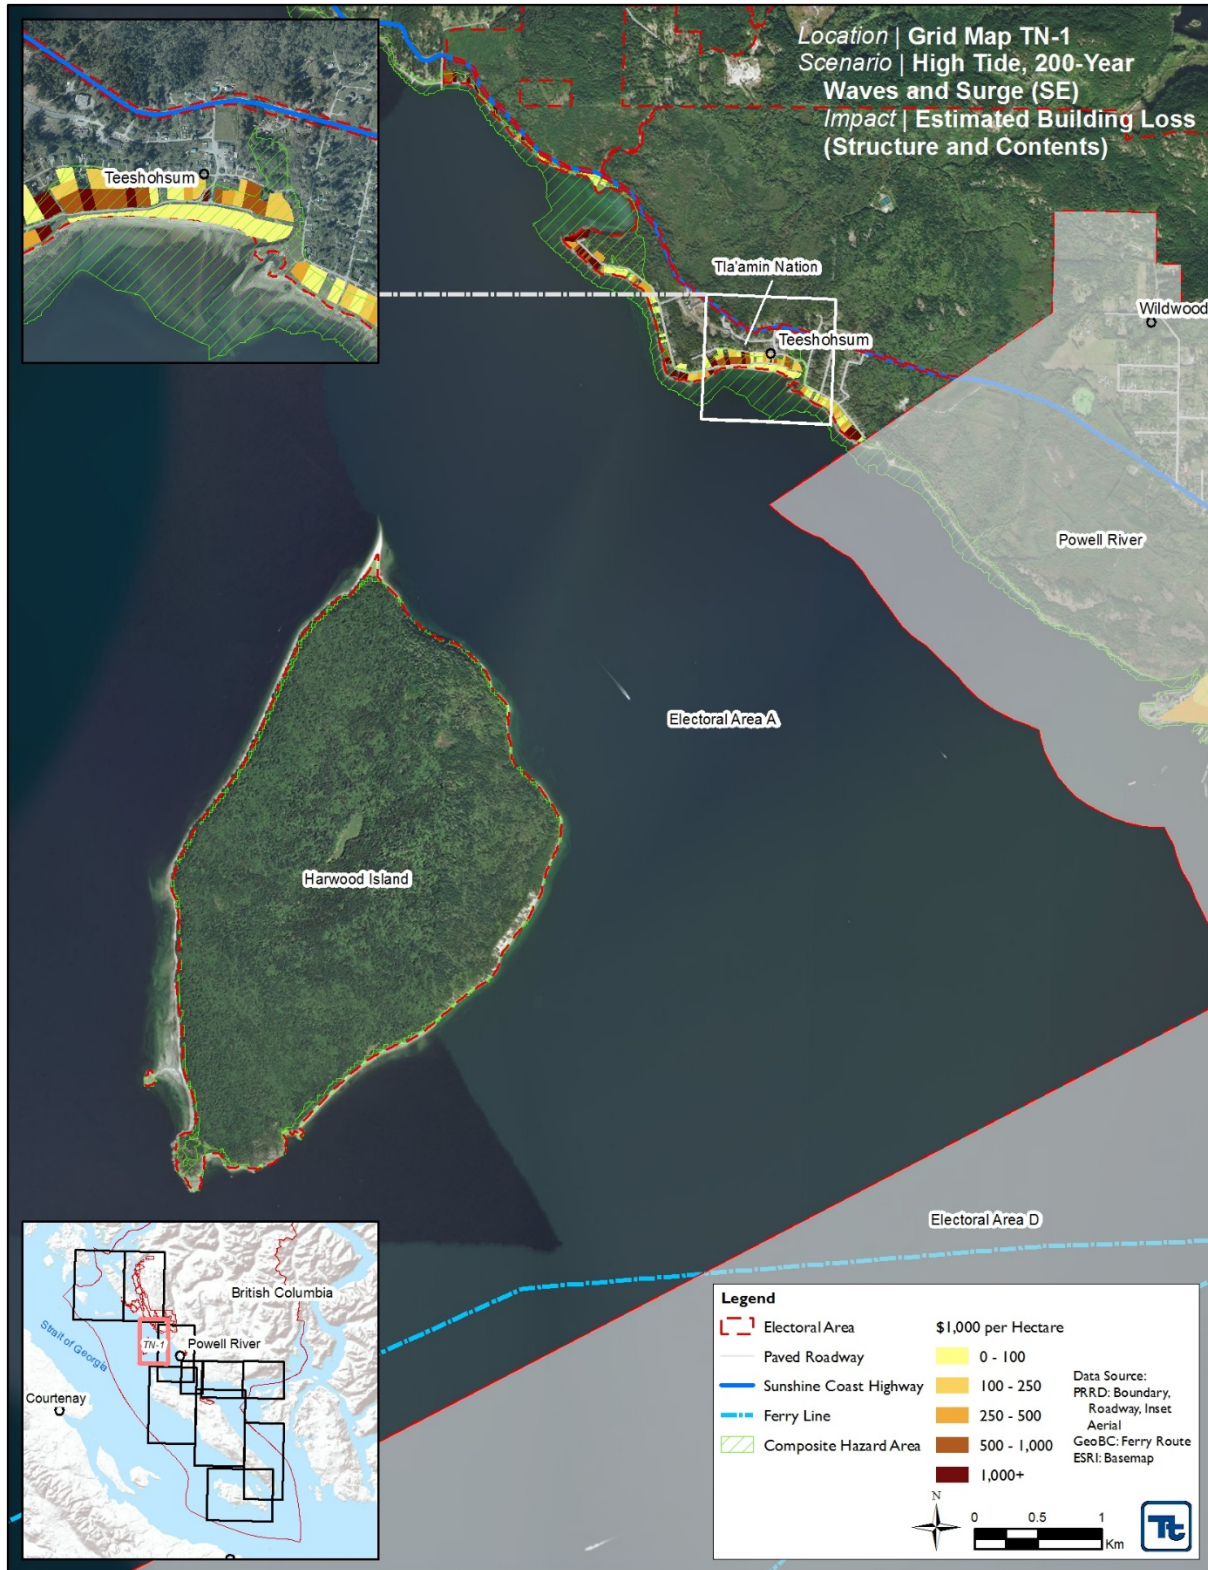 Location | Grid Map TN-1
Scenario | High Tide, 200-Year
Waves and Surge (SE)
Impact | Estimated Building Loss
(Structure and Contents)
Teeshohsum
Tla'amin Nation
Teeshohsum
Wildwood
Powell River
Electoral Area A
Harwood Island
Electoral Area D
British Columbia
Strait of Georgia
TN-1
Powell River
Courtenay
Legend
Electoral Area
Paved Roadway
Sunshine Coast Highway
Ferry Line
Composite Hazard Area
$1,000 per Hectare
0 - 100
100 - 250
250 - 500
500 - 1,000
1,000+
Data Source:
PRRD: Boundary,
Roadway, Inset
Aerial
GeoBC: Ferry Route
ESRI: Basemap
N
0 0.5 1
Km
Tt